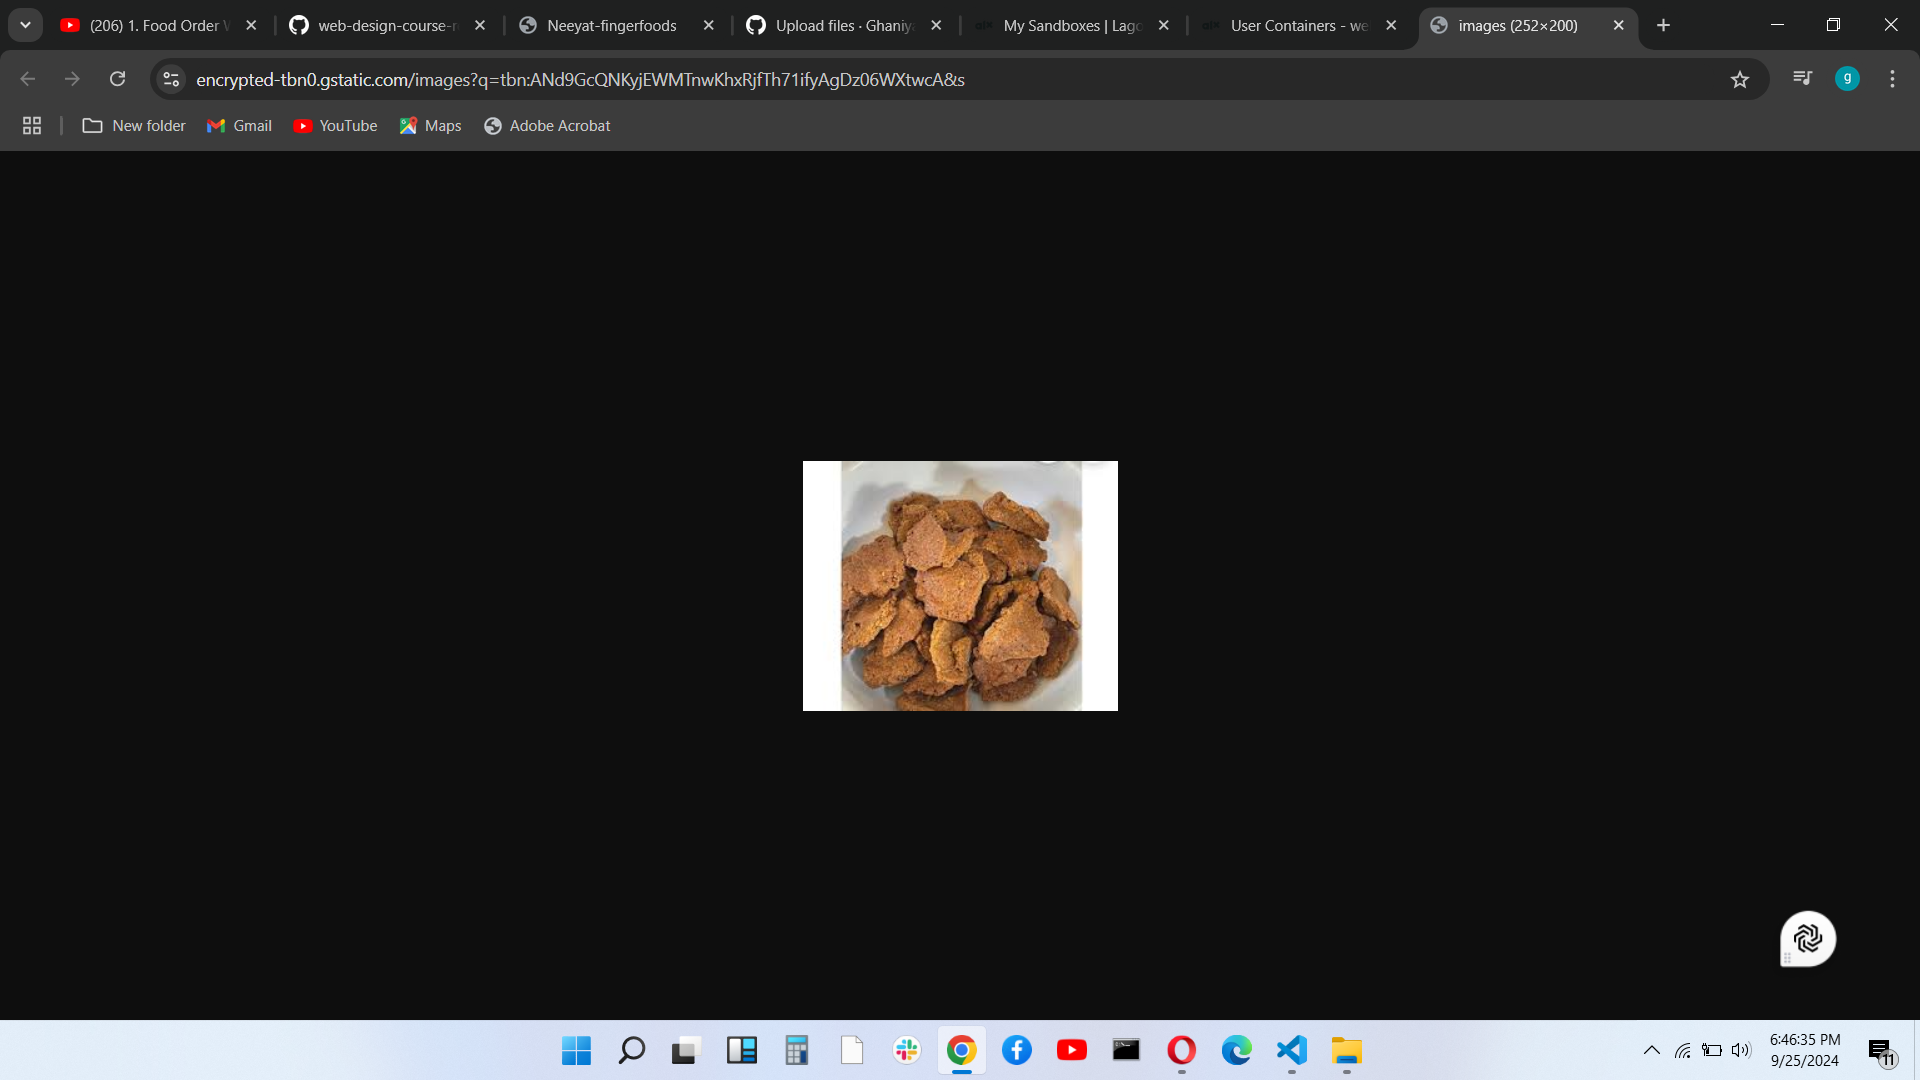 (206) 1. Food Order
web-design-course-
Neeyat-fingerfoods
Upload files · Ghaniy
My Sandboxes | Lago
User Containers - we
images (252×200)
encrypted-tbn0.gstatic.com/images?q=tbn:ANd9GcQNKyjEWMTnwKhxRjfTh71ifyAgDz06WXtwcA&s
g
New folder
Gmail
YouTube
Maps
Adobe Acrobat
6:46:35 PM
9/25/2024
11